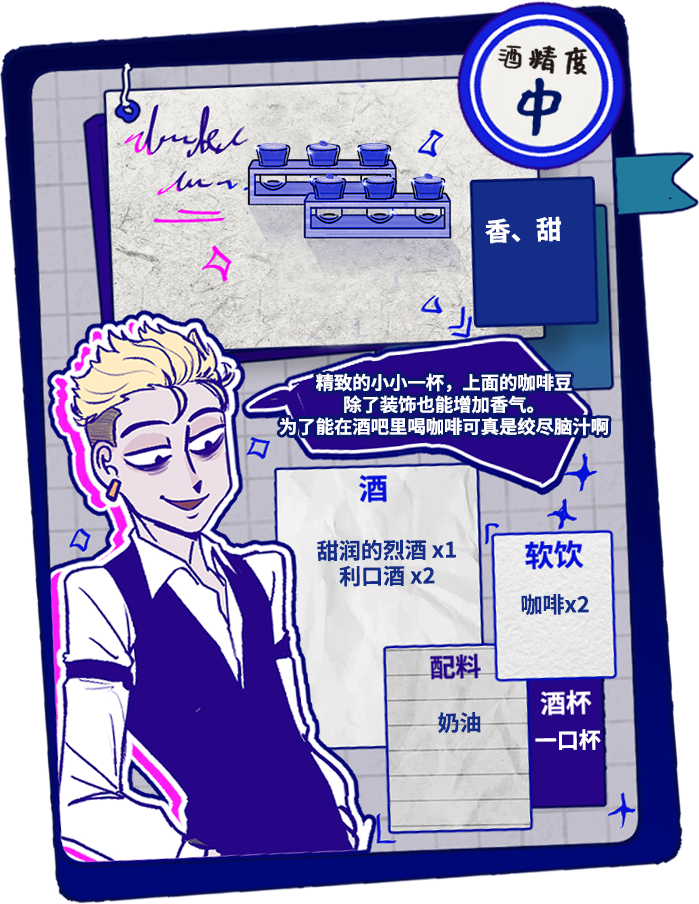 酒精度
中
香、甜
精致的小小一杯，上面的咖啡豆
除了装饰也能增加香气。
为了能在酒吧里喝咖啡可真是绞尽脑汁啊
酒
甜润的烈酒 x1
利口酒 x2
软饮
咖啡x2
配料
奶油
酒杯
一口杯